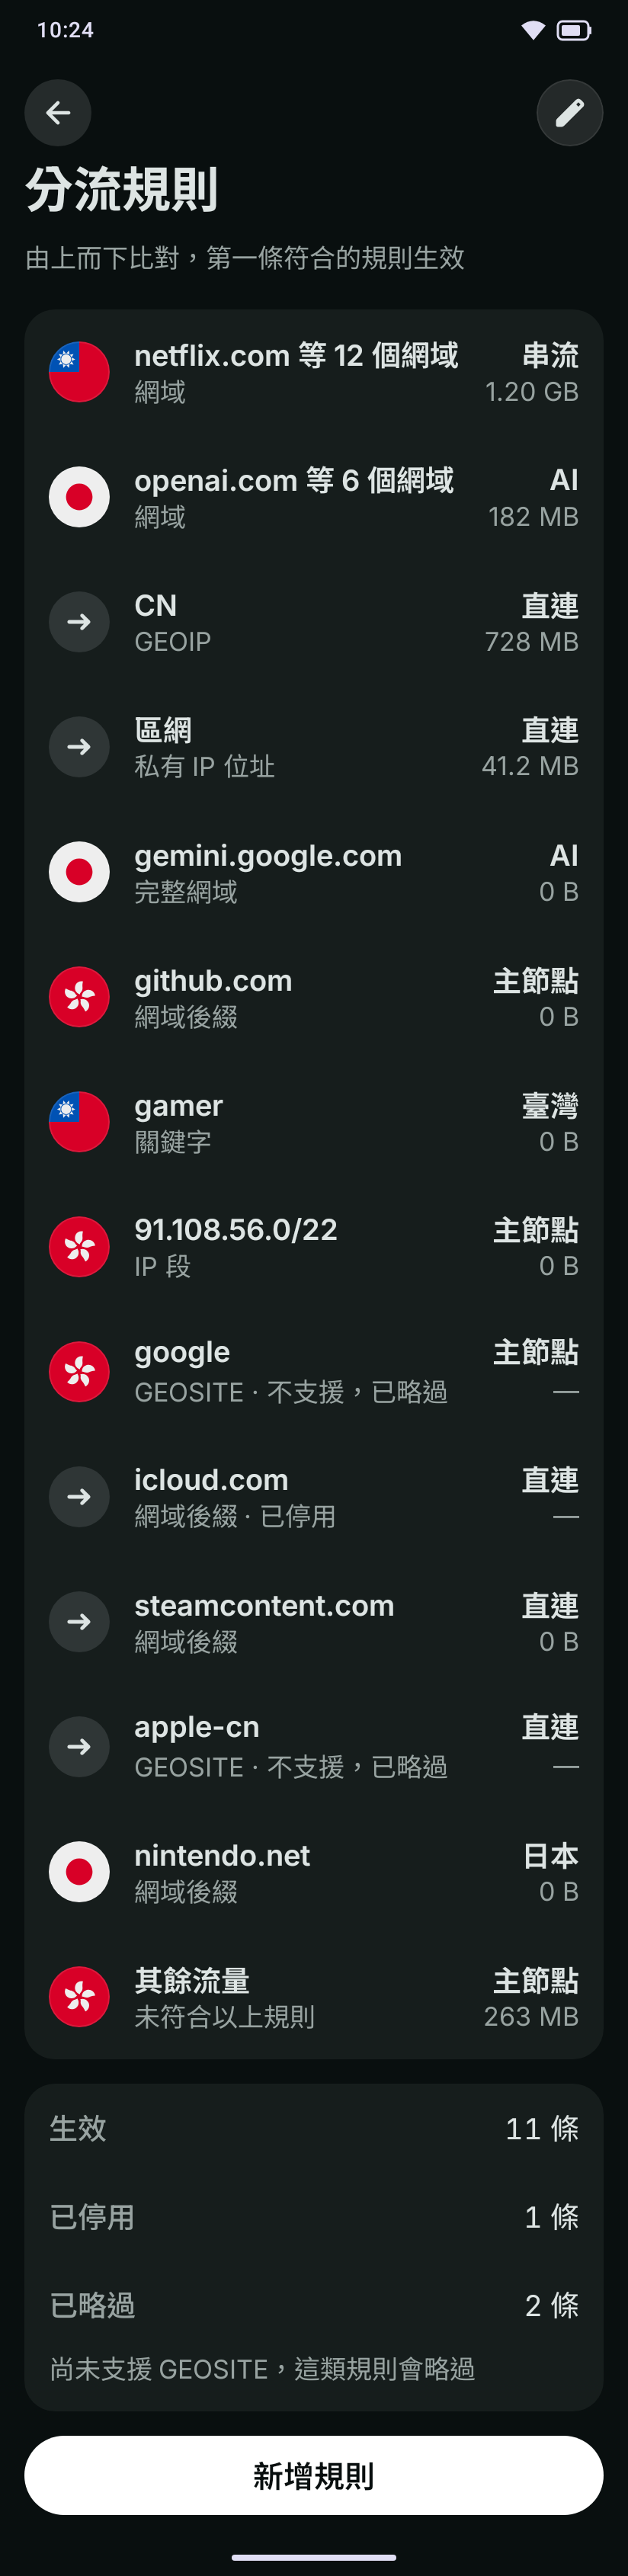 10:24
分流規則
由上而下比對，第一條符合的規則生效
netflix.com 等 12 個網域 串流
網域 1.20 GB
openai.com 等 6 個網域 AI
網域 182 MB
CN 直連
GEOIP 728 MB
區網 直連
私有 IP 位址 41.2 MB
gemini.google.com AI
完整網域 0 B
github.com 主節點
網域後綴 0 B
gamer 臺灣
關鍵字 0 B
91.108.56.0/22 主節點
IP 段 0 B
google 主節點
GEOSITE · 不支援，已略過 —
icloud.com 直連
網域後綴 · 已停用 —
steamcontent.com 直連
網域後綴 0 B
apple-cn 直連
GEOSITE · 不支援，已略過 —
nintendo.net 日本
網域後綴 0 B
其餘流量 主節點
未符合以上規則 263 MB
生效 11 條
已停用 1 條
已略過 2 條
尚未支援 GEOSITE，這類規則會略過
新增規則